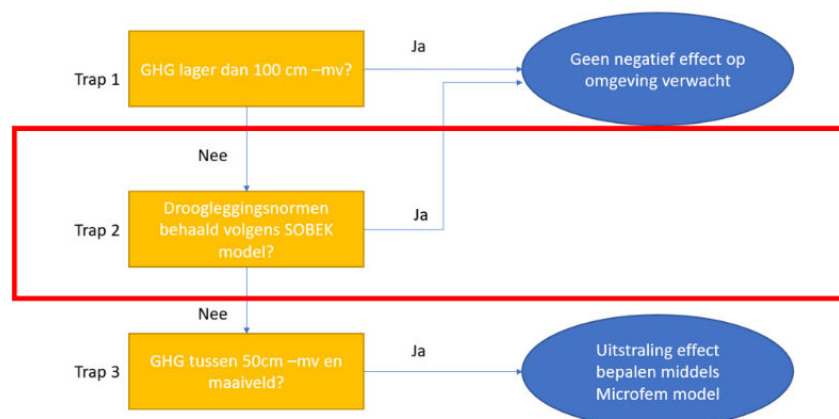 Trap 1
GHG lager dan 100 cm –mv?
Ja
Geen negatief effect op
omgeving verwacht
Nee
Trap 2
Droogleggingsnormen
behaald volgens SOBEK
model?
Ja
Nee
Trap 3
GHG tussen 50cm –mv en
maaiveld?
Ja
Uitstraling effect
bepalen middels
Microfem model